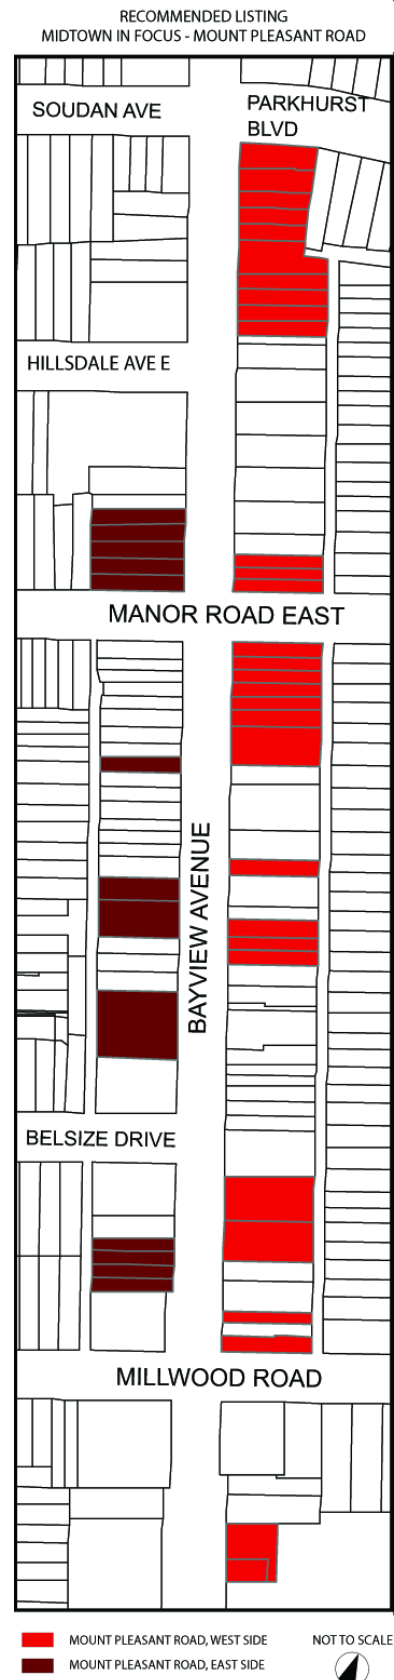 RECOMMENDED LISTING
MIDTOWN IN FOCUS - MOUNT PLEASANT ROAD
SOUDAN AVE
PARKHURST
BLVD
HILLSDALE AVE E
MANOR ROAD EAST
BAYVIEW AVENUE
BELSIZE DRIVE
MILLWOOD ROAD
MOUNT PLEASANT ROAD, WEST SIDE
NOT TO SCALE
MOUNT PLEASANT ROAD, EAST SIDE